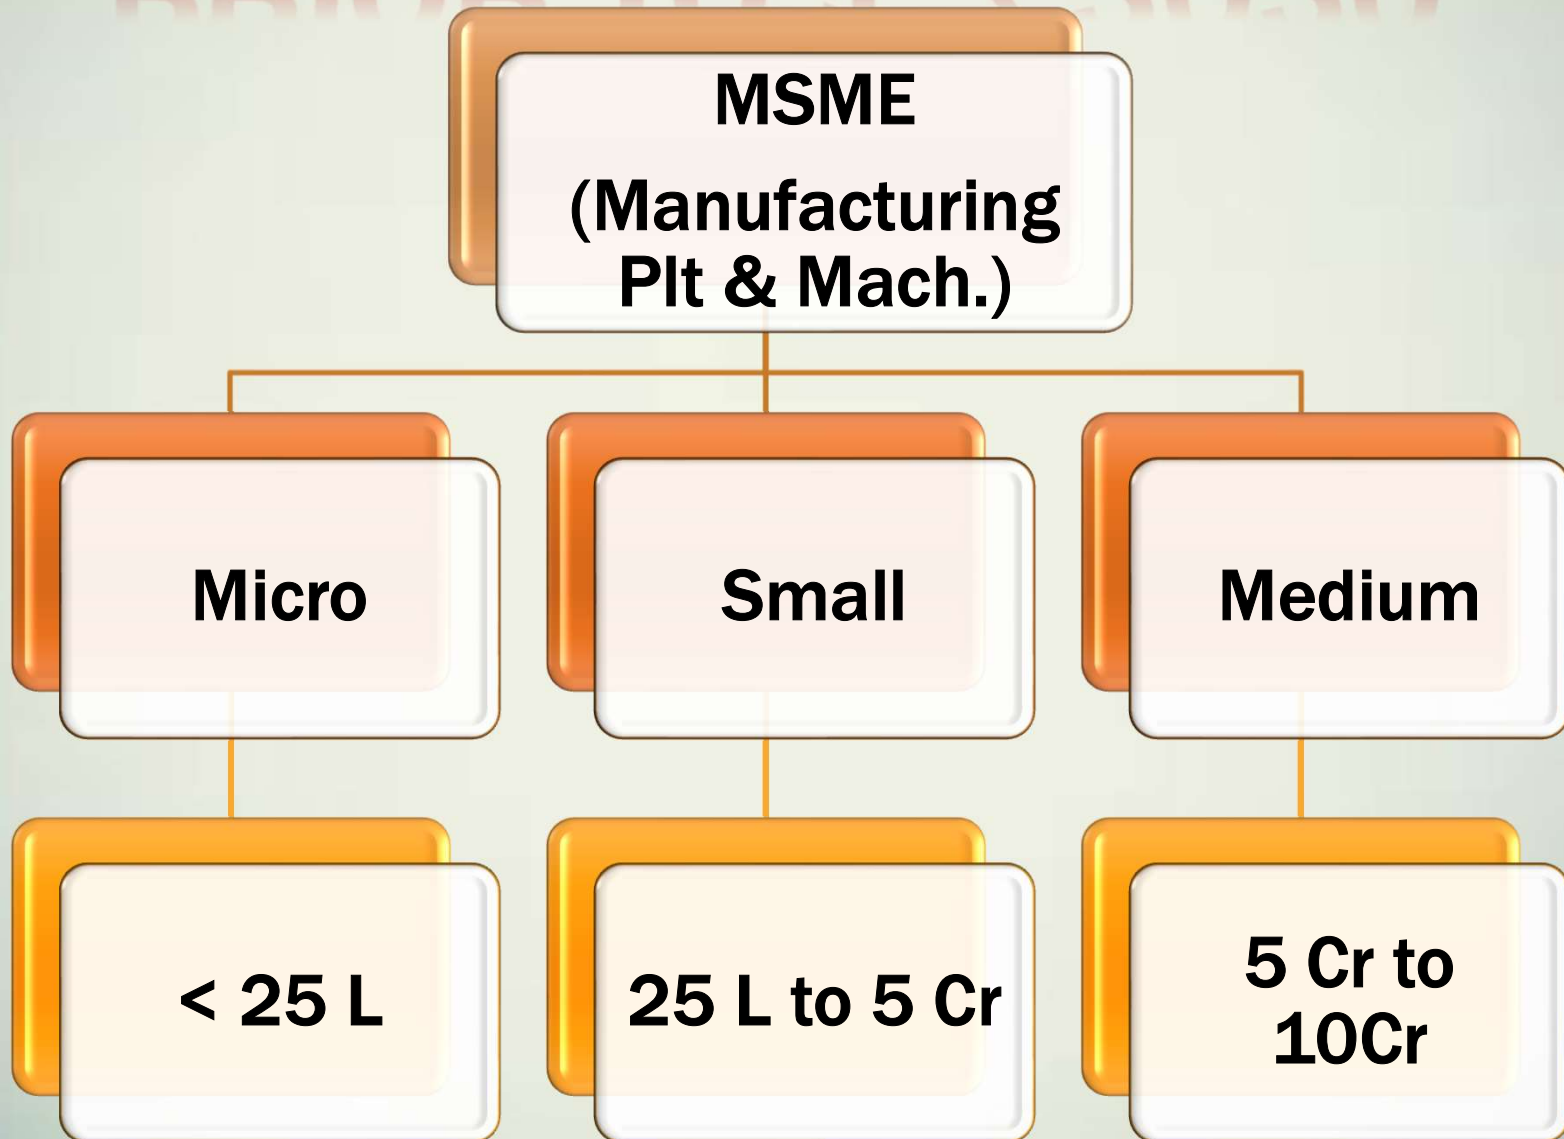 MSME
(Manufacturing
Plt & Mach.)
Micro
Small
Medium
< 25 L
25 L to 5 Cr
5 Cr to
10Cr